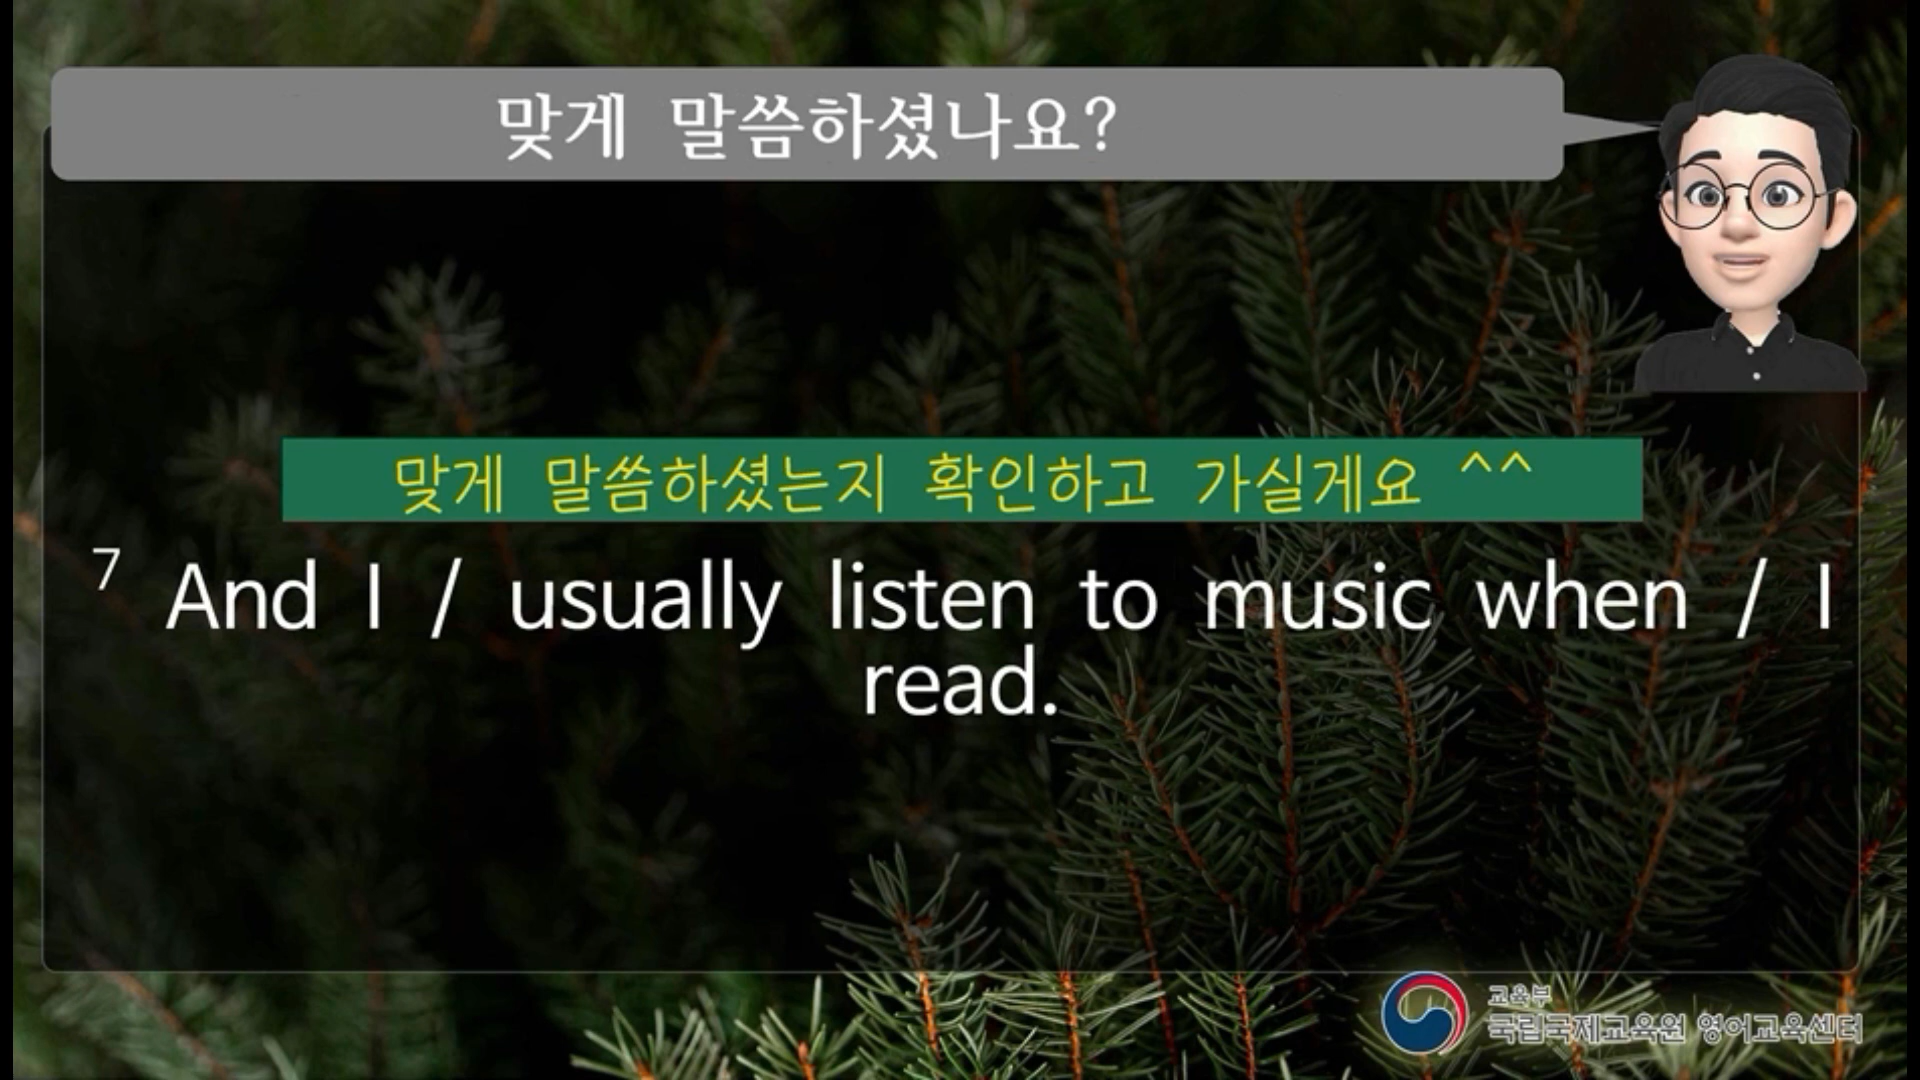 맞게 말씀하셨나요?
맞게 말씀하셨는지 확인하고 가실게요 ^^
7 And I / usually listen to music when / I
read.
교육부
국립국제교육원 영어교육센터